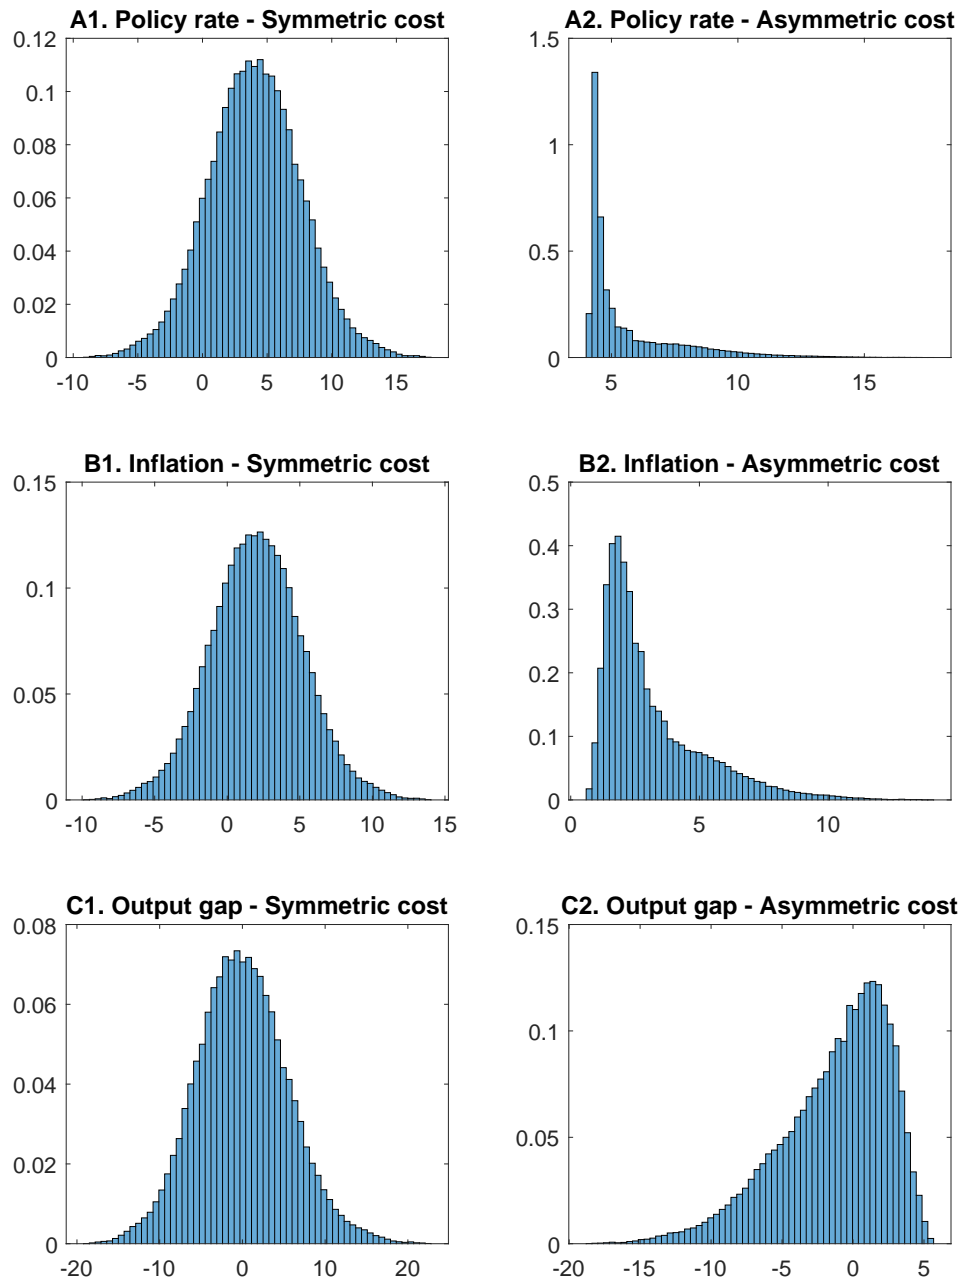 A1. Policy rate - Symmetric cost
0.12
0.1
0.08
0.06
0.04
0.02
0
-10 -5 0 5 10 15
A2. Policy rate - Asymmetric cost
1.5
1
0.5
0
5 10 15
B1. Inflation - Symmetric cost
0.15
0.1
0.05
0
-10 -5 0 5 10 15
B2. Inflation - Asymmetric cost
0.5
0.4
0.3
0.2
0.1
0
0 5 10
C1. Output gap - Symmetric cost
0.08
0.06
0.04
0.02
0
-20 -10 0 10 20
C2. Output gap - Asymmetric cost
0.15
0.1
0.05
0
-20 -15 -10 -5 0 5